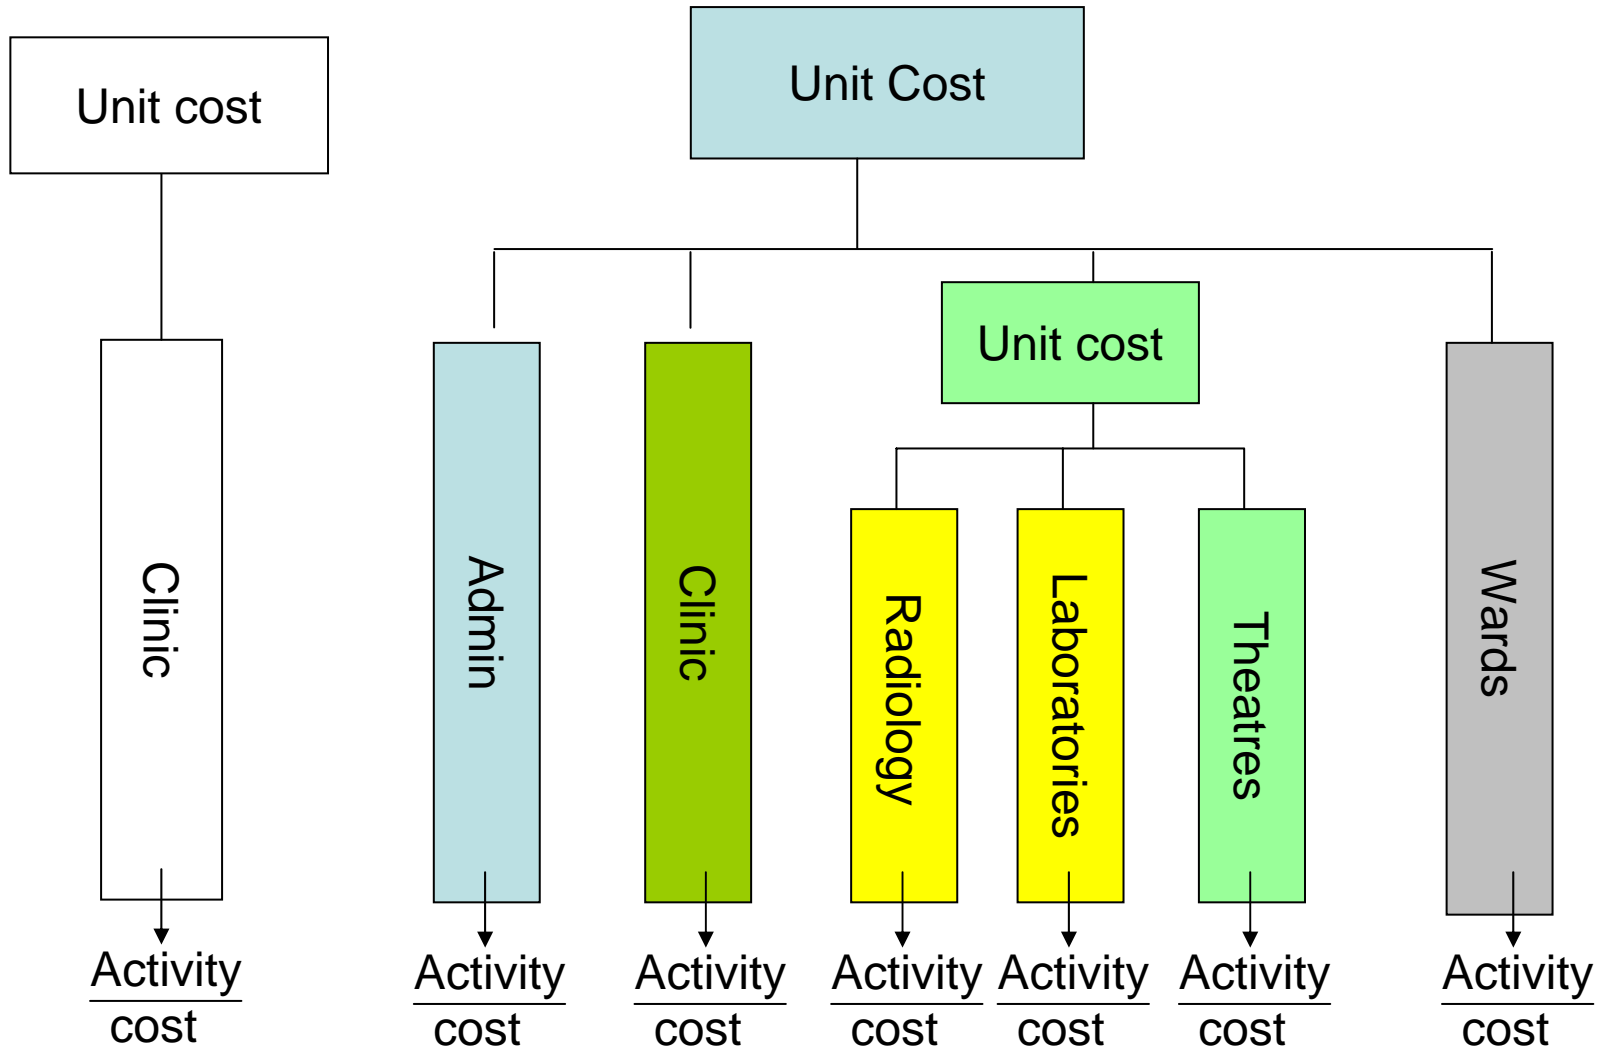 Unit cost
Unit Cost
Unit cost
Clinic
Admin
Clinic
Radiology
Laboratories
Theatres
Wards
Activity
cost
Activity
cost
Activity
cost
Activity
cost
Activity
cost
Activity
cost
Activity
cost